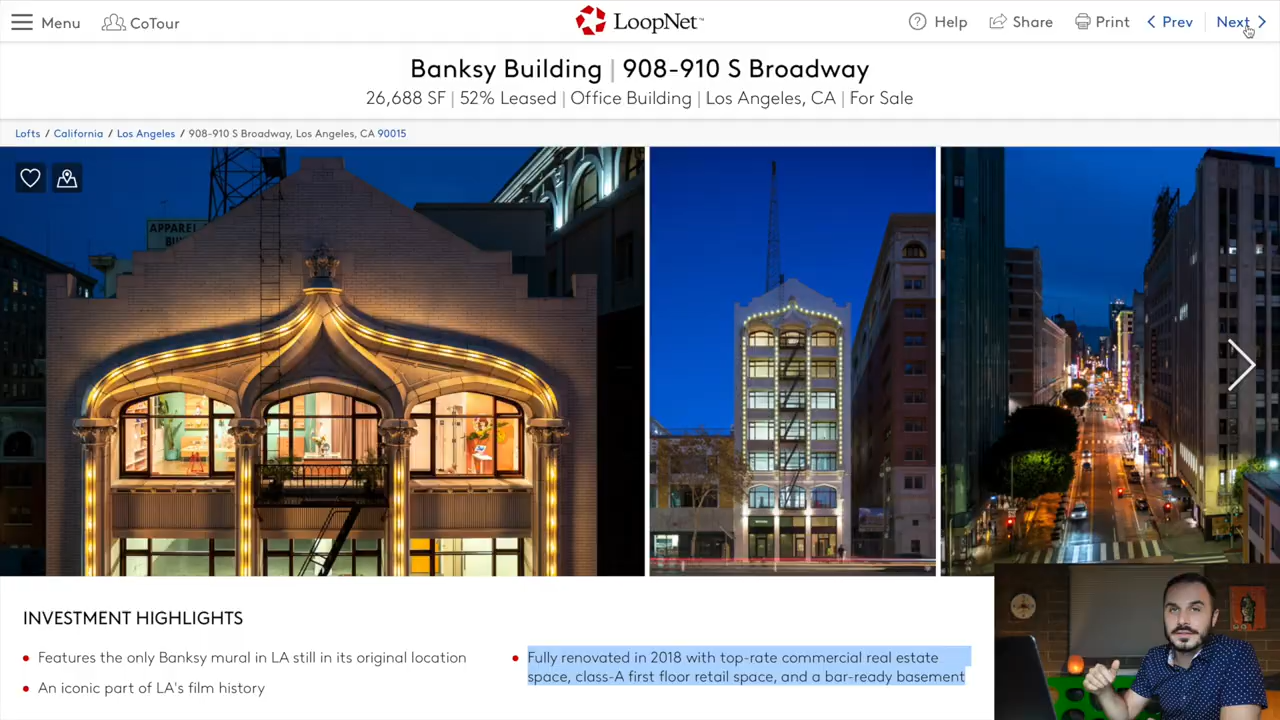 Menu CoTour LoopNet™ Help Share Print Prev Next
Banksy Building | 908-910 S Broadway
26,688 SF | 52% Leased | Office Building | Los Angeles, CA | For Sale
Lofts / California / Los Angeles / 908-910 S Broadway, Los Angeles, CA 90015
APPAREL
INVESTMENT HIGHLIGHTS
Features the only Banksy mural in LA still in its original location
An iconic part of LA's film history
Fully renovated in 2018 with top-rate commercial real estate
space, class-A first floor retail space, and a bar-ready basement